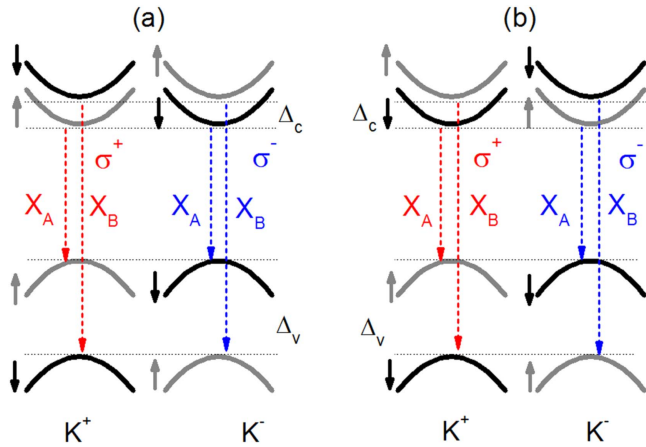 (a) (b)
Δc Δc
σ+ σ- σ+ σ-
XA XB XA XB XA XB XA XB
Δv Δv
K+ K- K+ K-